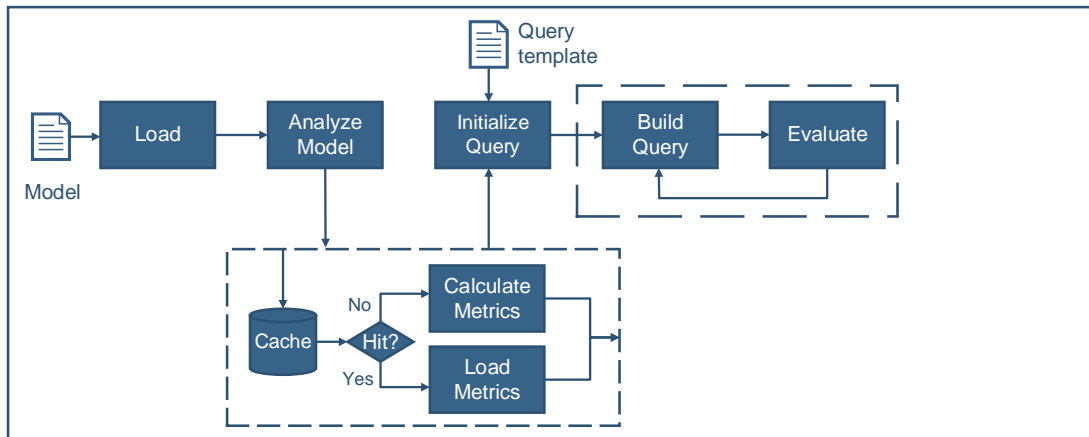 Query
template
Load
Analyze
Model
Initialize
Query
Build
Query
Evaluate
Model
No
Calculate
Metrics
Cache
Hit?
Yes
Load
Metrics